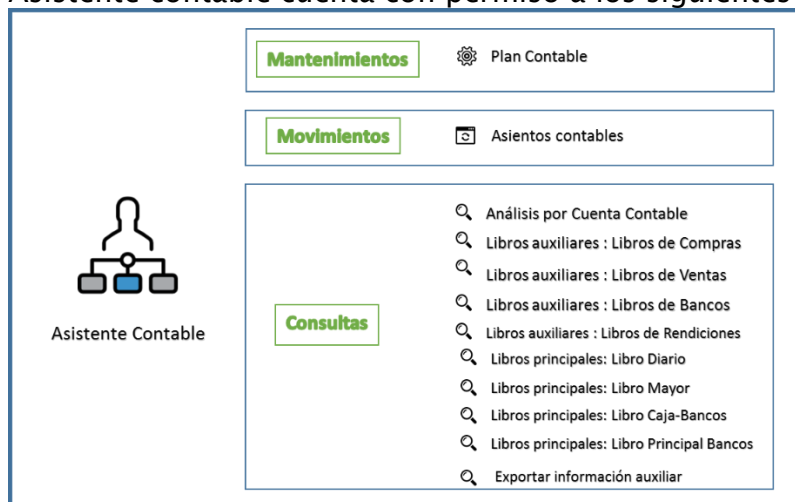 Asistente contable cuenta con permiso a los siguientes
Mantenimientos
Plan Contable
Movimientos
Asientos contables
Asistente Contable
Consultas
Análisis por Cuenta Contable
Libros auxiliares : Libros de Compras
Libros auxiliares : Libros de Ventas
Libros auxiliares : Libros de Bancos
Libros auxiliares : Libros de Rendiciones
Libros principales: Libro Diario
Libros principales: Libro Mayor
Libros principales: Libro Caja-Bancos
Libros principales: Libro Principal Bancos
Exportar información auxiliar